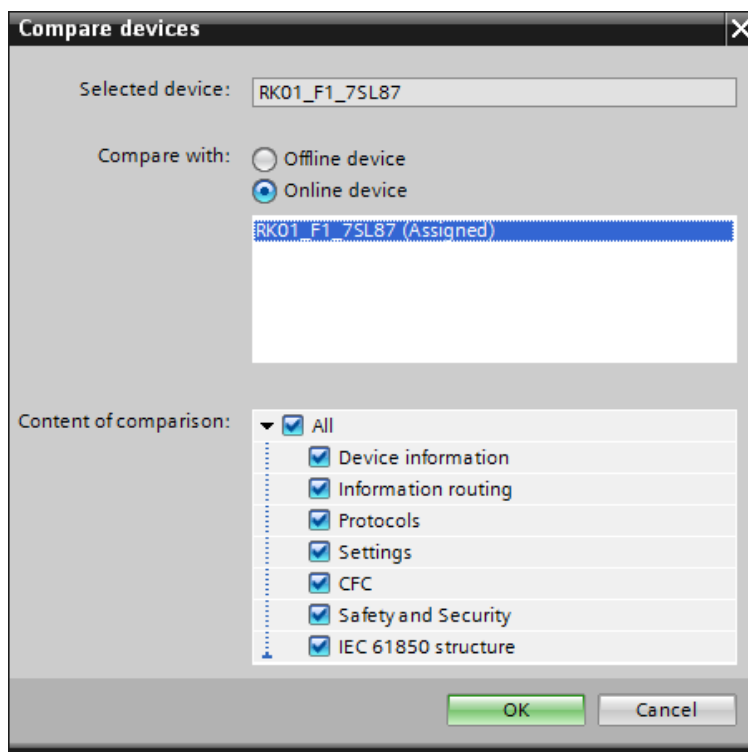 Compare devices
Selected device: RK01_F1_7SL87
Compare with: Offline device
Online device
RK01_F1_7SL87 (Assigned)
Content of comparison: All
Device information
Information routing
Protocols
Settings
CFC
Safety and Security
IEC 61850 structure
OK Cancel